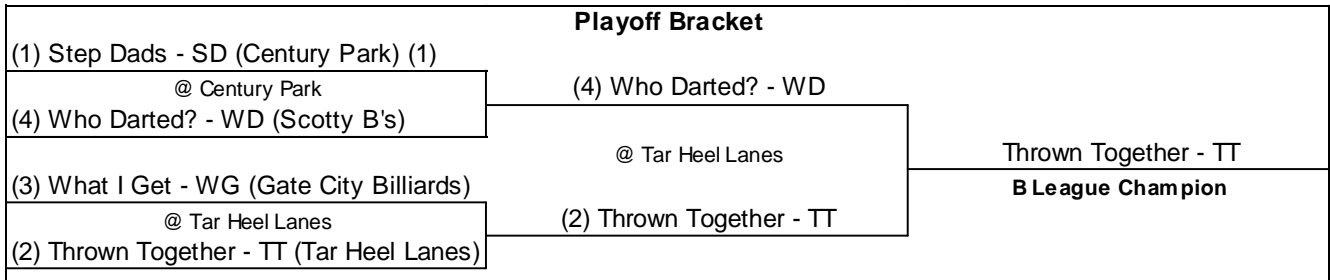 Playoff Bracket
(1) Step Dads - SD (Century Park) (1)
@ Century Park
(4) Who Darted? - WD (Scotty B's)
(4) Who Darted? - WD
@ Tar Heel Lanes
Thrown Together - TT
B League Champion
(3) What I Get - WG (Gate City Billiards)
@ Tar Heel Lanes
(2) Thrown Together - TT (Tar Heel Lanes)
(2) Thrown Together - TT